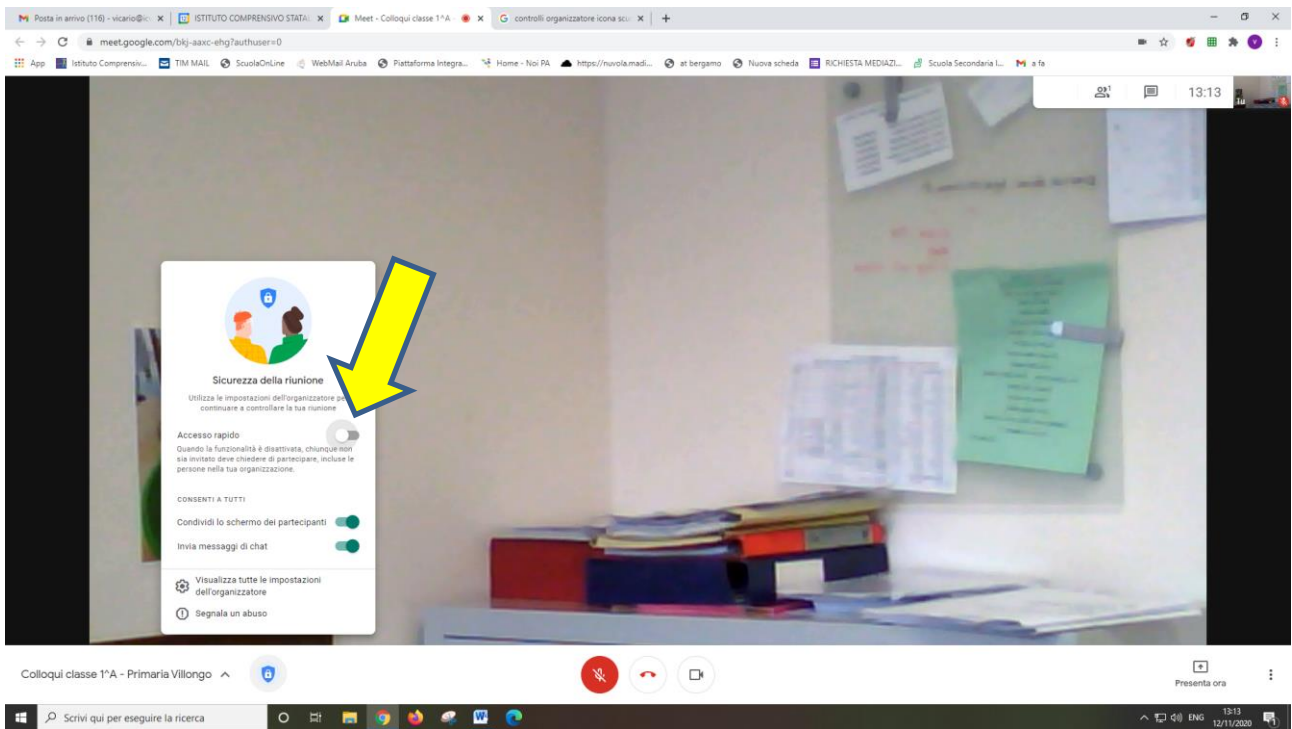 Posta in arrivo (116) - vicario@ic
ISTITUTO COMPRENSIVO STATAL
Meet - Colloqui classe 1^A -
controlli organizzatore icona scu
meet.google.com/bkj-aaxc-ehg?authuser=0
App
Istituto Comprensiv...
TIM MAIL
ScuolaOnLine
WebMail Aruba
Piattaforma Integra...
Home - Noi PA
https://nuvola.madi...
at bergamo
Nuova scheda
RICHIESTA MEDIAZI...
Scuola Secondaria I...
a fa
1
13:13
Tu
Sicurezza della riunione
Utilizza le impostazioni dell'organizzatore
continuare a controllare la tua riunione
Accesso rapido
Quando la funzionalità è disattivata, chiunque non
sia invitato deve chiedere di partecipare, incluse le
persone nella tua organizzazione.
CONSENTI A TUTTI
Condividi lo schermo dei partecipanti
Invia messaggi di chat
Visualizza tutte le impostazioni
dell'organizzatore
Segnala un abuso
Colloqui classe 1^A - Primaria Villongo
Presenta ora
Scrivi qui per eseguire la ricerca
ENG
13:13
12/11/2020